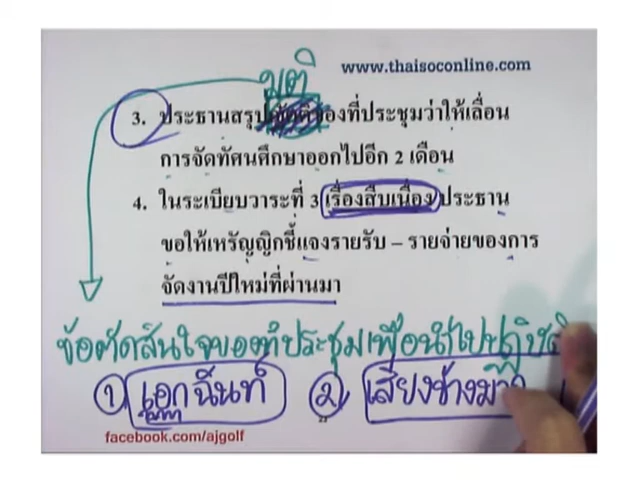 มติ
www.thaisoconline.com
3. ประธานสรุปของที่ประชุมว่าให้เลื่อน
การจัดทัศนศึกษาออกไปอีก 2 เดือน
4. ในระเบียบวาระที่ 3 เรื่องสืบเนื่อง ประธาน
ขอให้เหรัญญิกชี้แจงรายรับ – รายจ่ายของการ
จัดงานปีใหม่ที่ผ่านมา
ข้อตัดสินใจของที่ประชุมเพื่อนำไปปฏิบัติ
① เอกฉันท์ ② เสียงข้างมาก
facebook.com/ajgolf